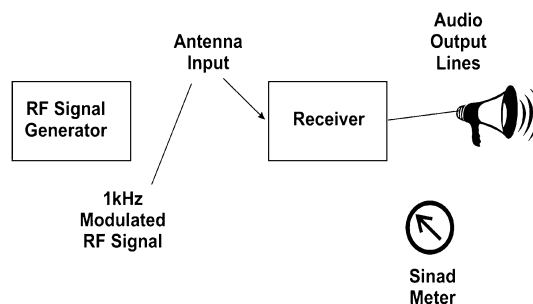 Antenna
Input
Audio
Output
Lines
RF Signal
Generator
Receiver
1kHz
Modulated
RF Signal
Sinad
Meter